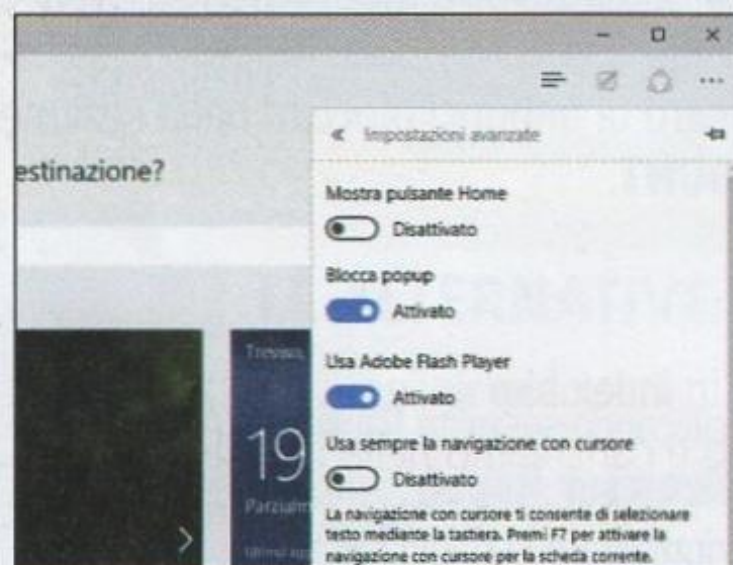 Impostazioni avanzate
estinazione?
Mostra pulsante Home
Disattivato
Blocca popup
Attivato
Usa Adobe Flash Player
Attivato
Treviso,
19
Parzialm
Usa sempre la navigazione con cursore
Disattivato
La navigazione con cursore ti consente di selezionare
testo mediante la tastiera. Premi F7 per attivare la
navigazione con cursore per la scheda corrente.